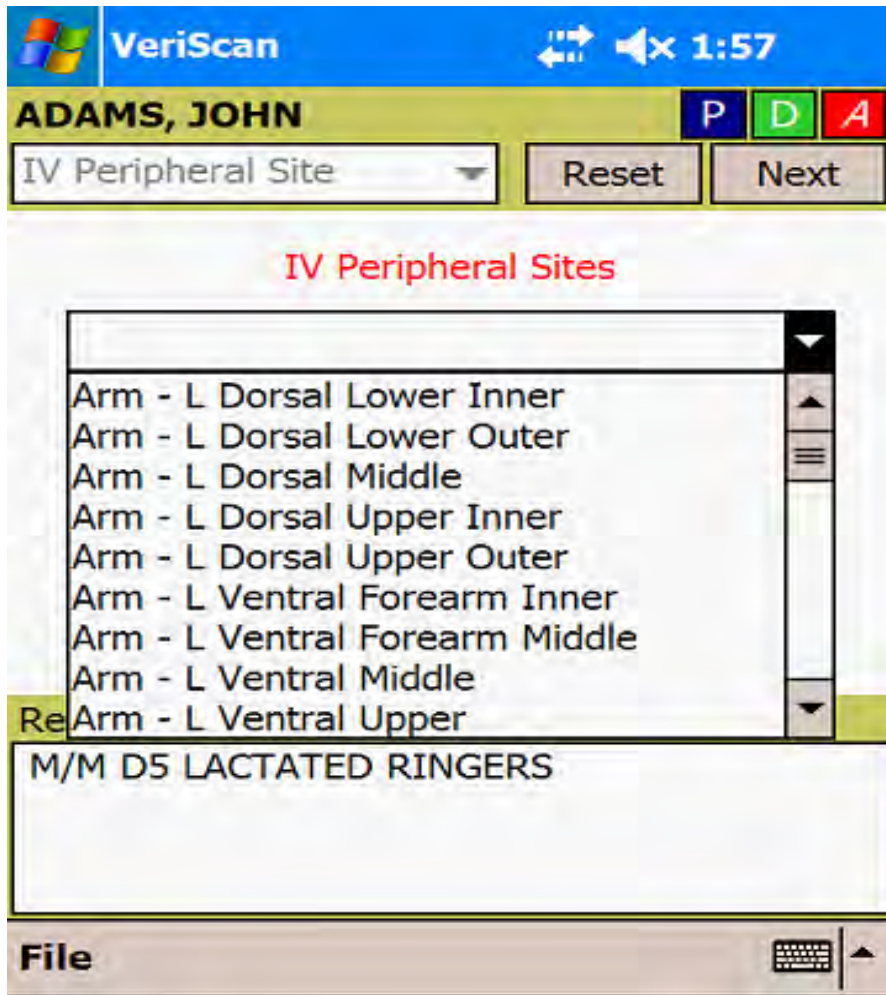 VeriScan 1:57
ADAMS, JOHN P D A
IV Peripheral Site Reset Next
IV Peripheral Sites
Arm - L Dorsal Lower Inner
Arm - L Dorsal Lower Outer
Arm - L Dorsal Middle
Arm - L Dorsal Upper Inner
Arm - L Dorsal Upper Outer
Arm - L Ventral Forearm Inner
Arm - L Ventral Forearm Middle
Arm - L Ventral Middle
Re Arm - L Ventral Upper
M/M D5 LACTATED RINGERS
File